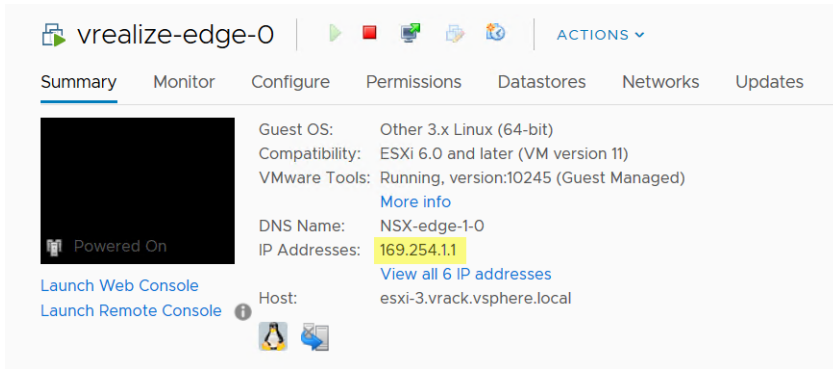 vrealize-edge-0
ACTIONS
Summary Monitor Configure Permissions Datastores Networks Updates
Guest OS: Other 3.x Linux (64-bit)
Compatibility: ESXi 6.0 and later (VM version 11)
VMware Tools: Running, version:10245 (Guest Managed)
More info
DNS Name: NSX-edge-1-0
IP Addresses: 169.254.1.1
View all 6 IP addresses
Host: esxi-3.vrack.vsphere.local
Powered On
Launch Web Console
Launch Remote Console